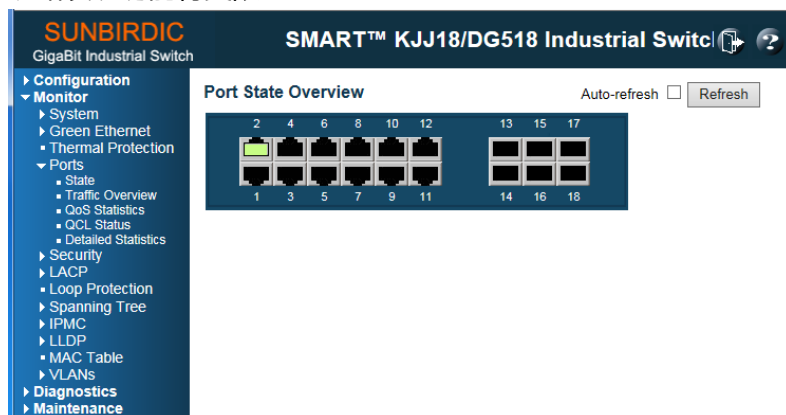 SUNBIRDIC
GigaBit Industrial Switch
SMART™ KJJ18/DG518 Industrial Switc
Configuration
Monitor
System
Green Ethernet
Thermal Protection
Ports
State
Traffic Overview
QoS Statistics
QCL Status
Detailed Statistics
Security
LACP
Loop Protection
Spanning Tree
IPMC
LLDP
MAC Table
VLANs
Diagnostics
Maintenance
Port State Overview
Auto-refresh Refresh
2 4 6 8 10 12 13 15 17
1 3 5 7 9 11 14 16 18